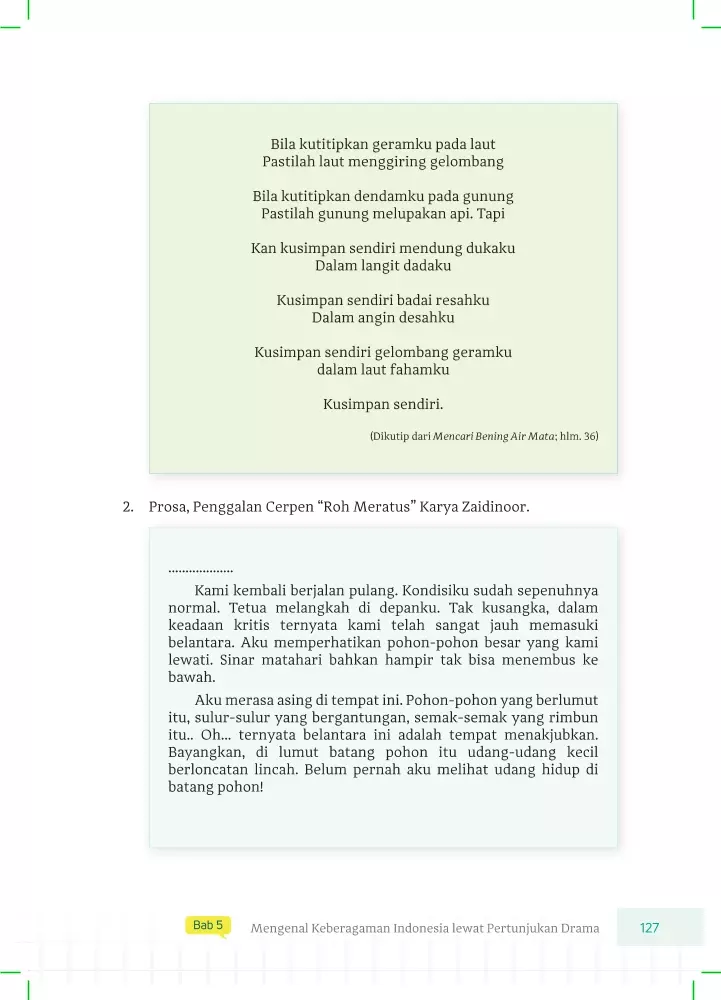 Bila kutitipkan geramku pada laut
Pastilah laut menggiring gelombang
Bila kutitipkan dendamku pada gunung
Pastilah gunung melupakan api. Tapi
Kan kusimpan sendiri mendung dukaku
Dalam langit dadaku
Kusimpan sendiri badai resahku
Dalam angin desahku
Kusimpan sendiri gelombang geramku
dalam laut fahamku
Kusimpan sendiri.
(Dikutip dari Mencari Bening Air Mata; hlm. 36)
2. Prosa, Penggalan Cerpen “Roh Meratus” Karya Zaidinoor.
...................
Kami kembali berjalan pulang. Kondisiku sudah sepenuhnya
normal. Tetua melangkah di depanku. Tak kusangka, dalam
keadaan kritis ternyata kami telah sangat jauh memasuki
belantara. Aku memperhatikan pohon-pohon besar yang kami
lewati. Sinar matahari bahkan hampir tak bisa menembus ke
bawah.
Aku merasa asing di tempat ini. Pohon-pohon yang berlumut
itu, sulur-sulur yang bergantungan, semak-semak yang rimbun
itu.. Oh... ternyata belantara ini adalah tempat menakjubkan.
Bayangkan, di lumut batang pohon itu udang-udang kecil
berloncatan lincah. Belum pernah aku melihat udang hidup di
batang pohon!
Bab 5 Mengenal Keberagaman Indonesia lewat Pertunjukan Drama 127